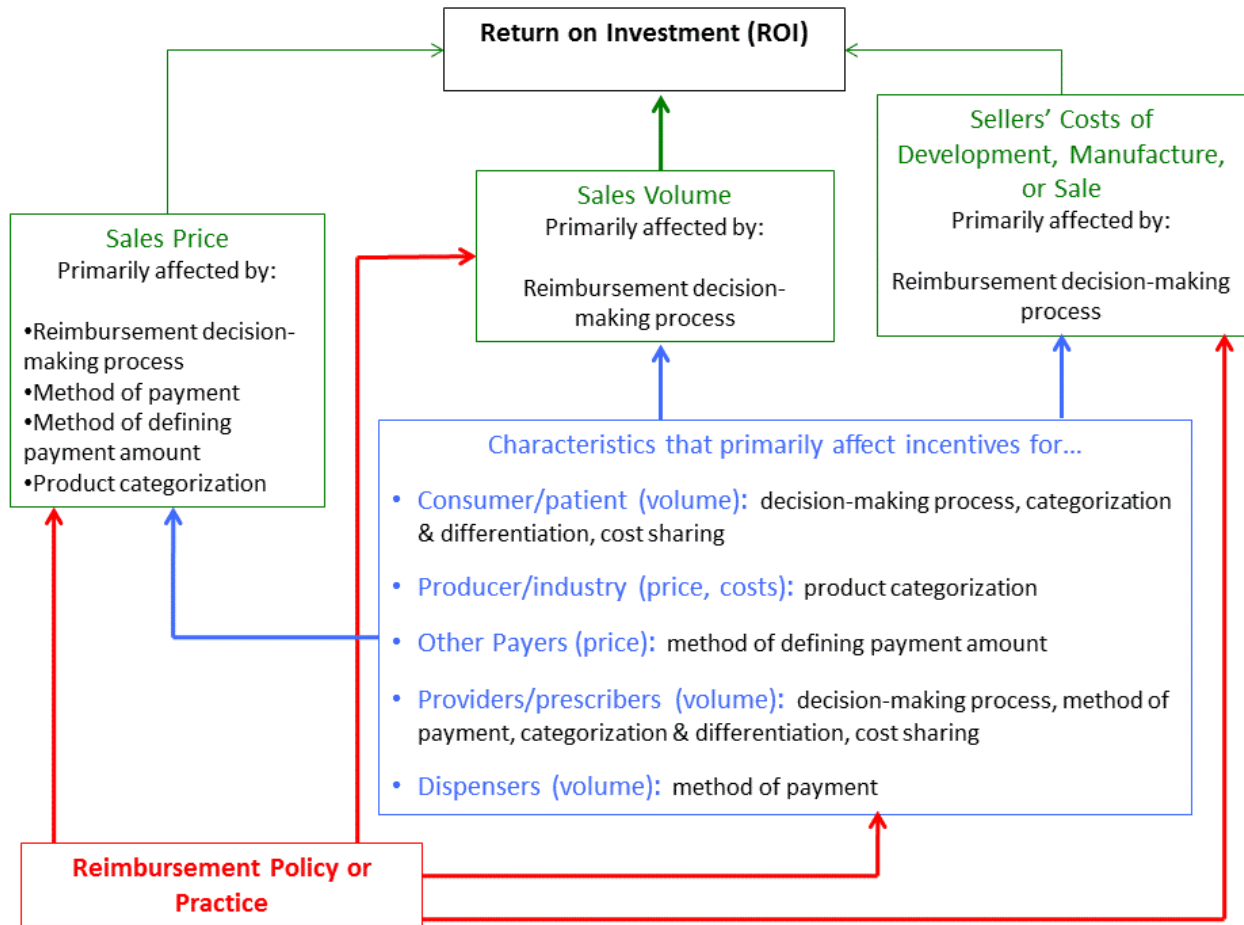 Return on Investment (ROI)
Sellers' Costs of
Development, Manufacture,
or Sale
Primarily affected by:
Reimbursement decision-making
process
Sales Volume
Primarily affected by:
Reimbursement decision-
making process
Sales Price
Primarily affected by:
•Reimbursement decision-
making process
•Method of payment
•Method of defining
payment amount
•Product categorization
Characteristics that primarily affect incentives for…
• Consumer/patient (volume): decision-making process, categorization
& differentiation, cost sharing
• Producer/industry (price, costs): product categorization
• Other Payers (price): method of defining payment amount
• Providers/prescribers (volume): decision-making process, method of
payment, categorization & differentiation, cost sharing
• Dispensers (volume): method of payment
Reimbursement Policy or
Practice